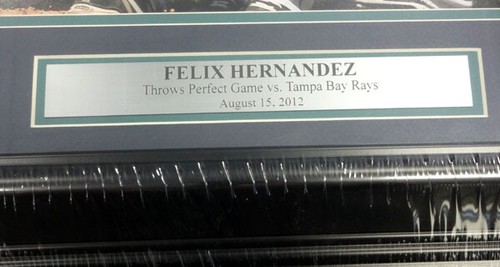 FELIX HERNANDEZ
Throws Perfect Game vs. Tampa Bay Rays
August 15, 2012